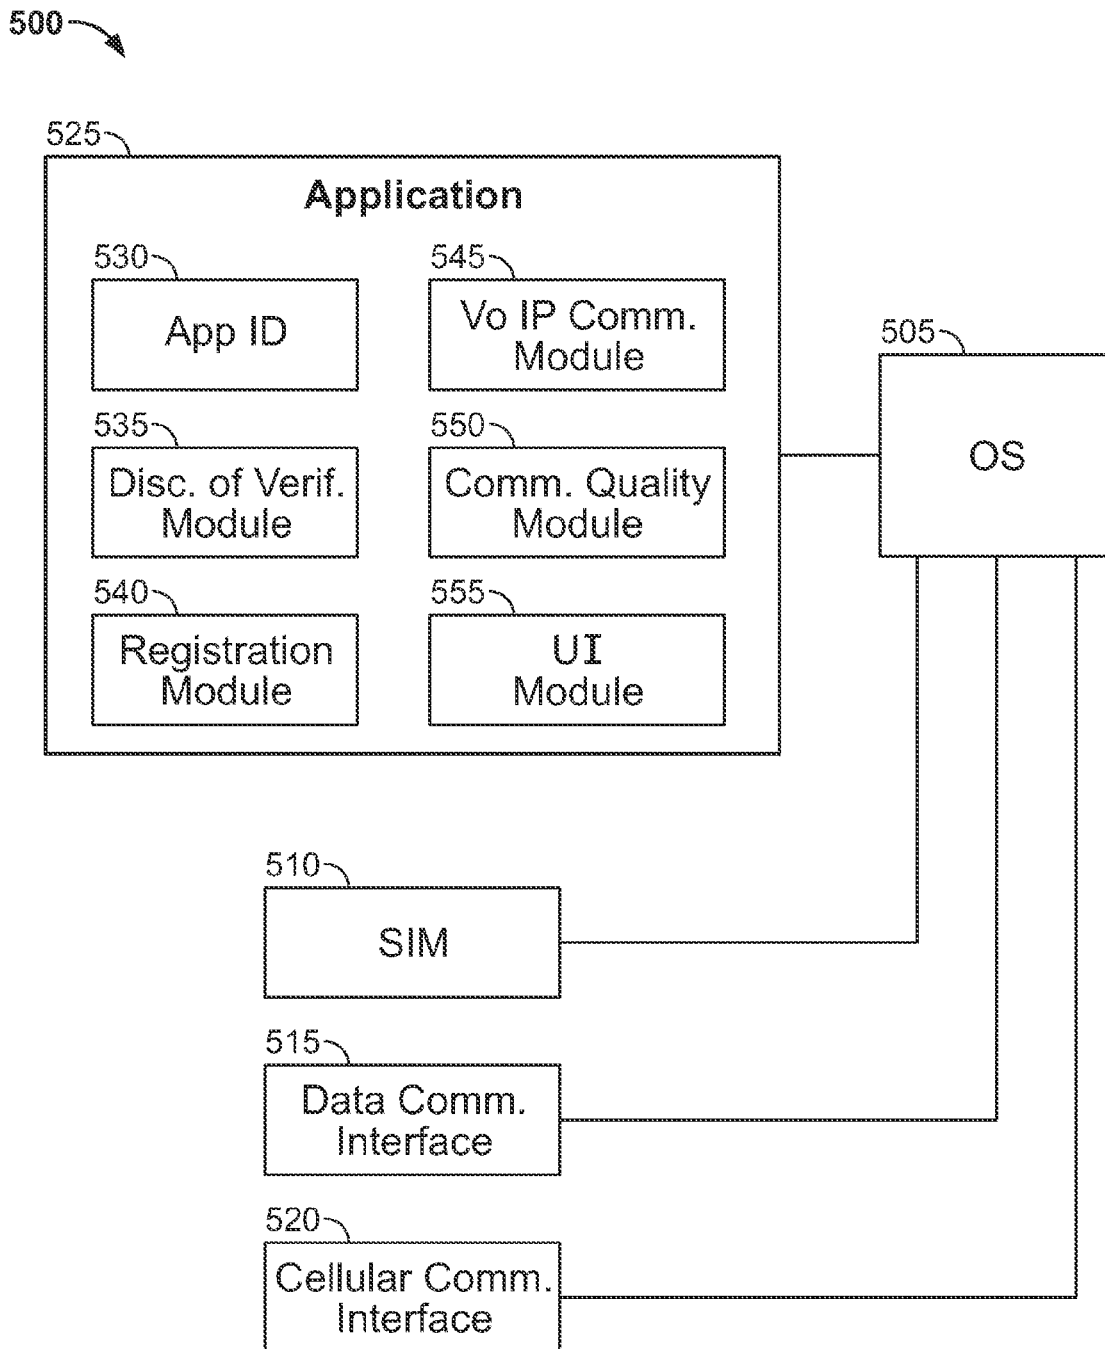 500
525
Application
530
App ID
545
Vo IP Comm.
Module
505
OS
535
Disc. of Verif.
Module
550
Comm. Quality
Module
540
Registration
Module
555
UI
Module
510
SIM
515
Data Comm.
Interface
520
Cellular Comm.
Interface